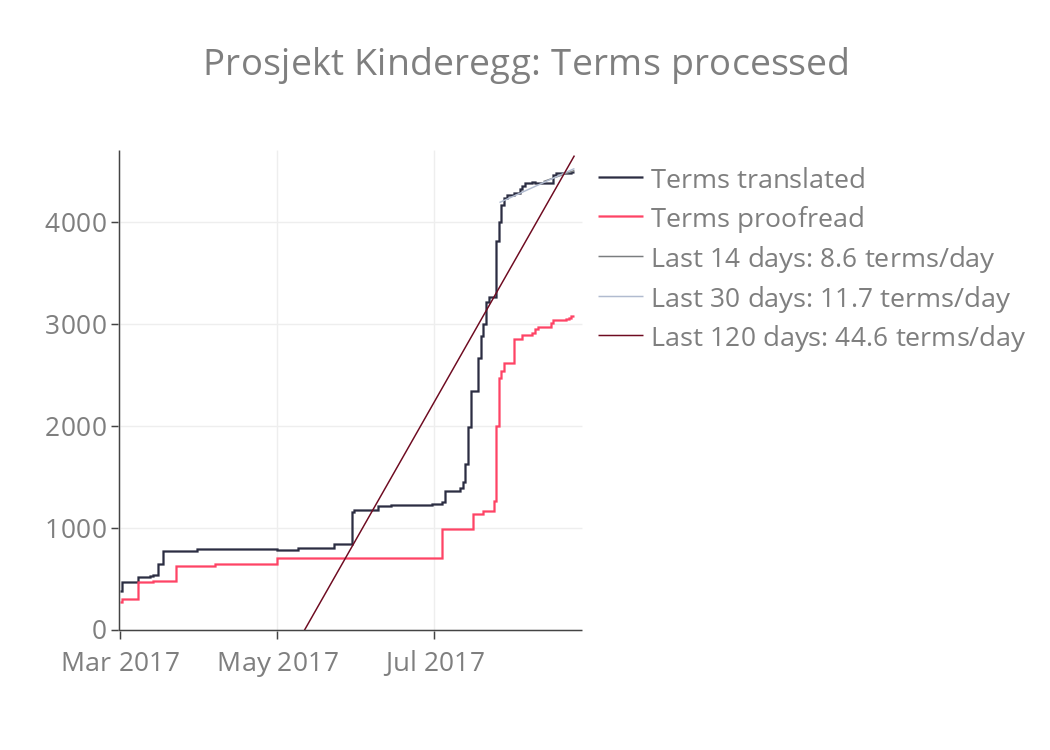 Prosjekt Kinderegg: Terms processed
Terms translated
Terms proofread
Last 14 days: 8.6 terms/day
Last 30 days: 11.7 terms/day
Last 120 days: 44.6 terms/day
4000
3000
2000
1000
0
Mar 2017 May 2017 Jul 2017